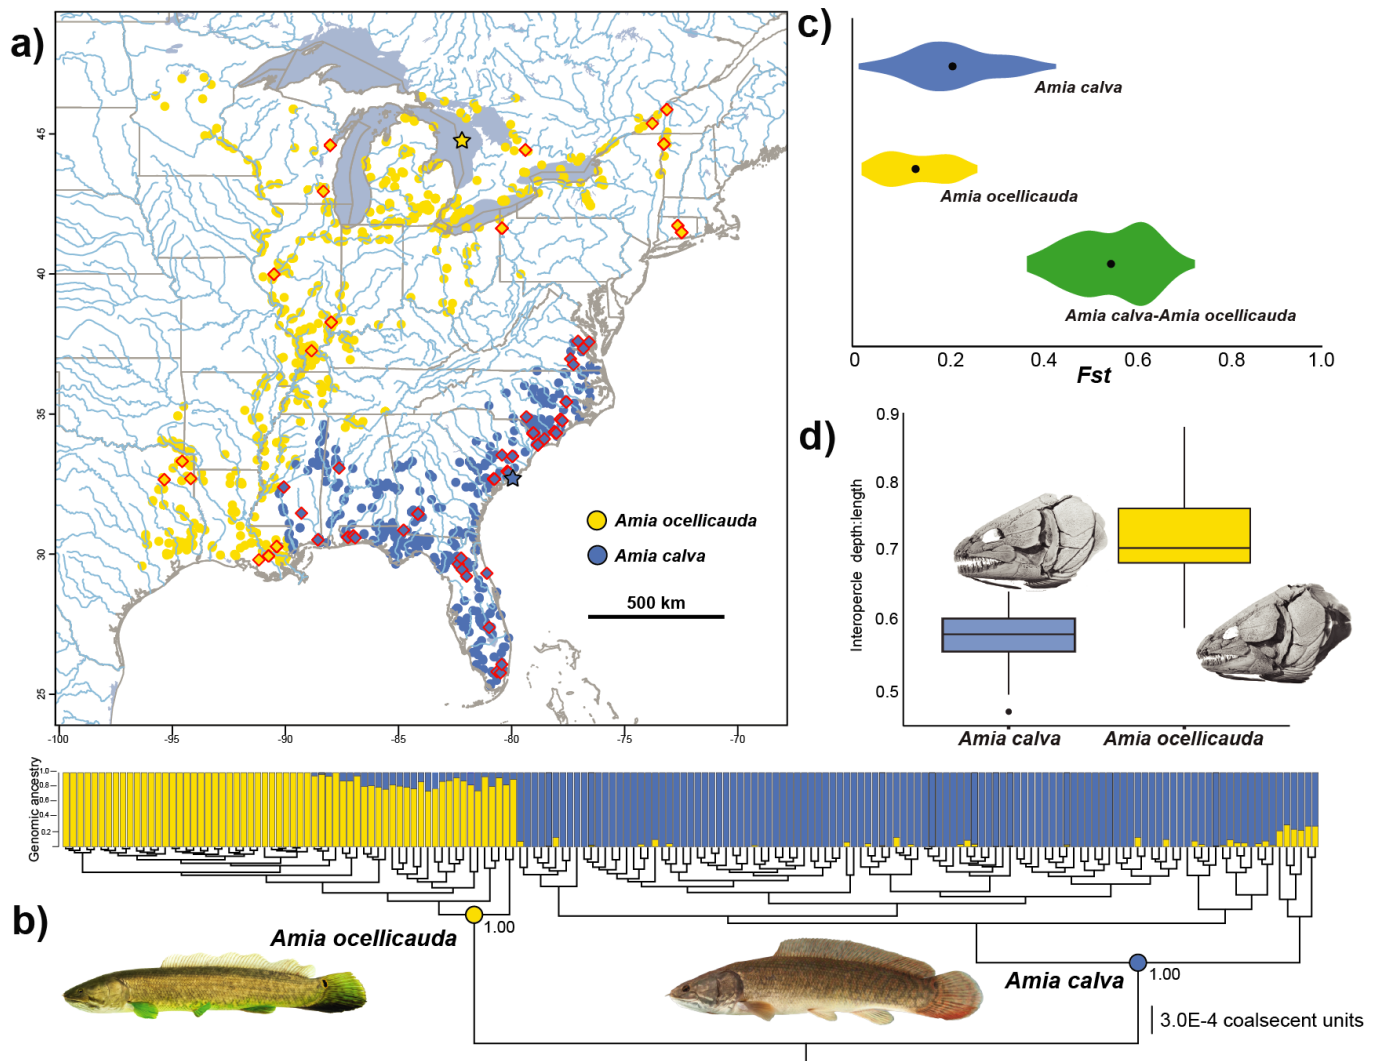 a)
45
40
35
30
25
-100
-95
-90
-85
-80
-75
-70
Amia ocellicauda
Amia calva
500 km
c)
Amia calva
Amia ocellicauda
Amia calva-Amia ocellicauda
0
0.2
0.4
0.6
0.8
1.0
Fst
d)
0.9
0.8
0.7
0.6
0.5
Interopercle depth:length
Amia calva
Amia ocellicauda
Genomic ancestry
1.0
0.8
0.6
0.4
0.2
b)
Amia ocellicauda
1.00
Amia calva
1.00
3.0E-4 coalsecent units